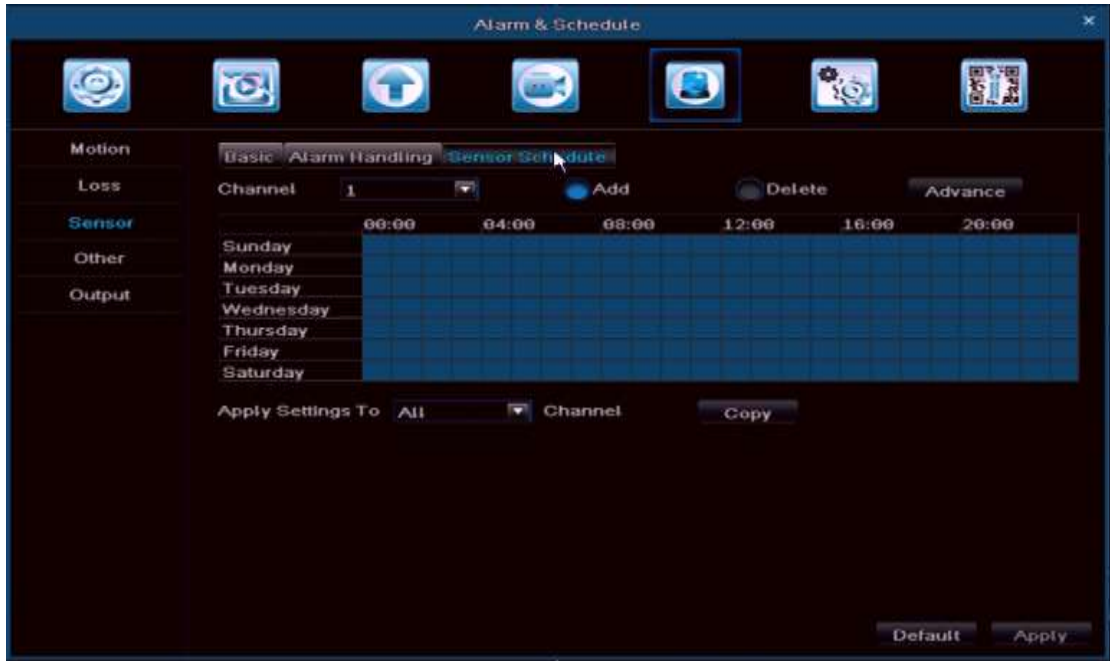 Alarm & Schedule
Motion
Loss
Sensor
Other
Output
Basic Alarm Handling Sensor Schedule
Channel 1 Add Delete Advance
00:00 04:00 08:00 12:00 16:00 20:00
Sunday
Monday
Tuesday
Wednesday
Thursday
Friday
Saturday
Apply Settings To All Channel Copy
Default Apply